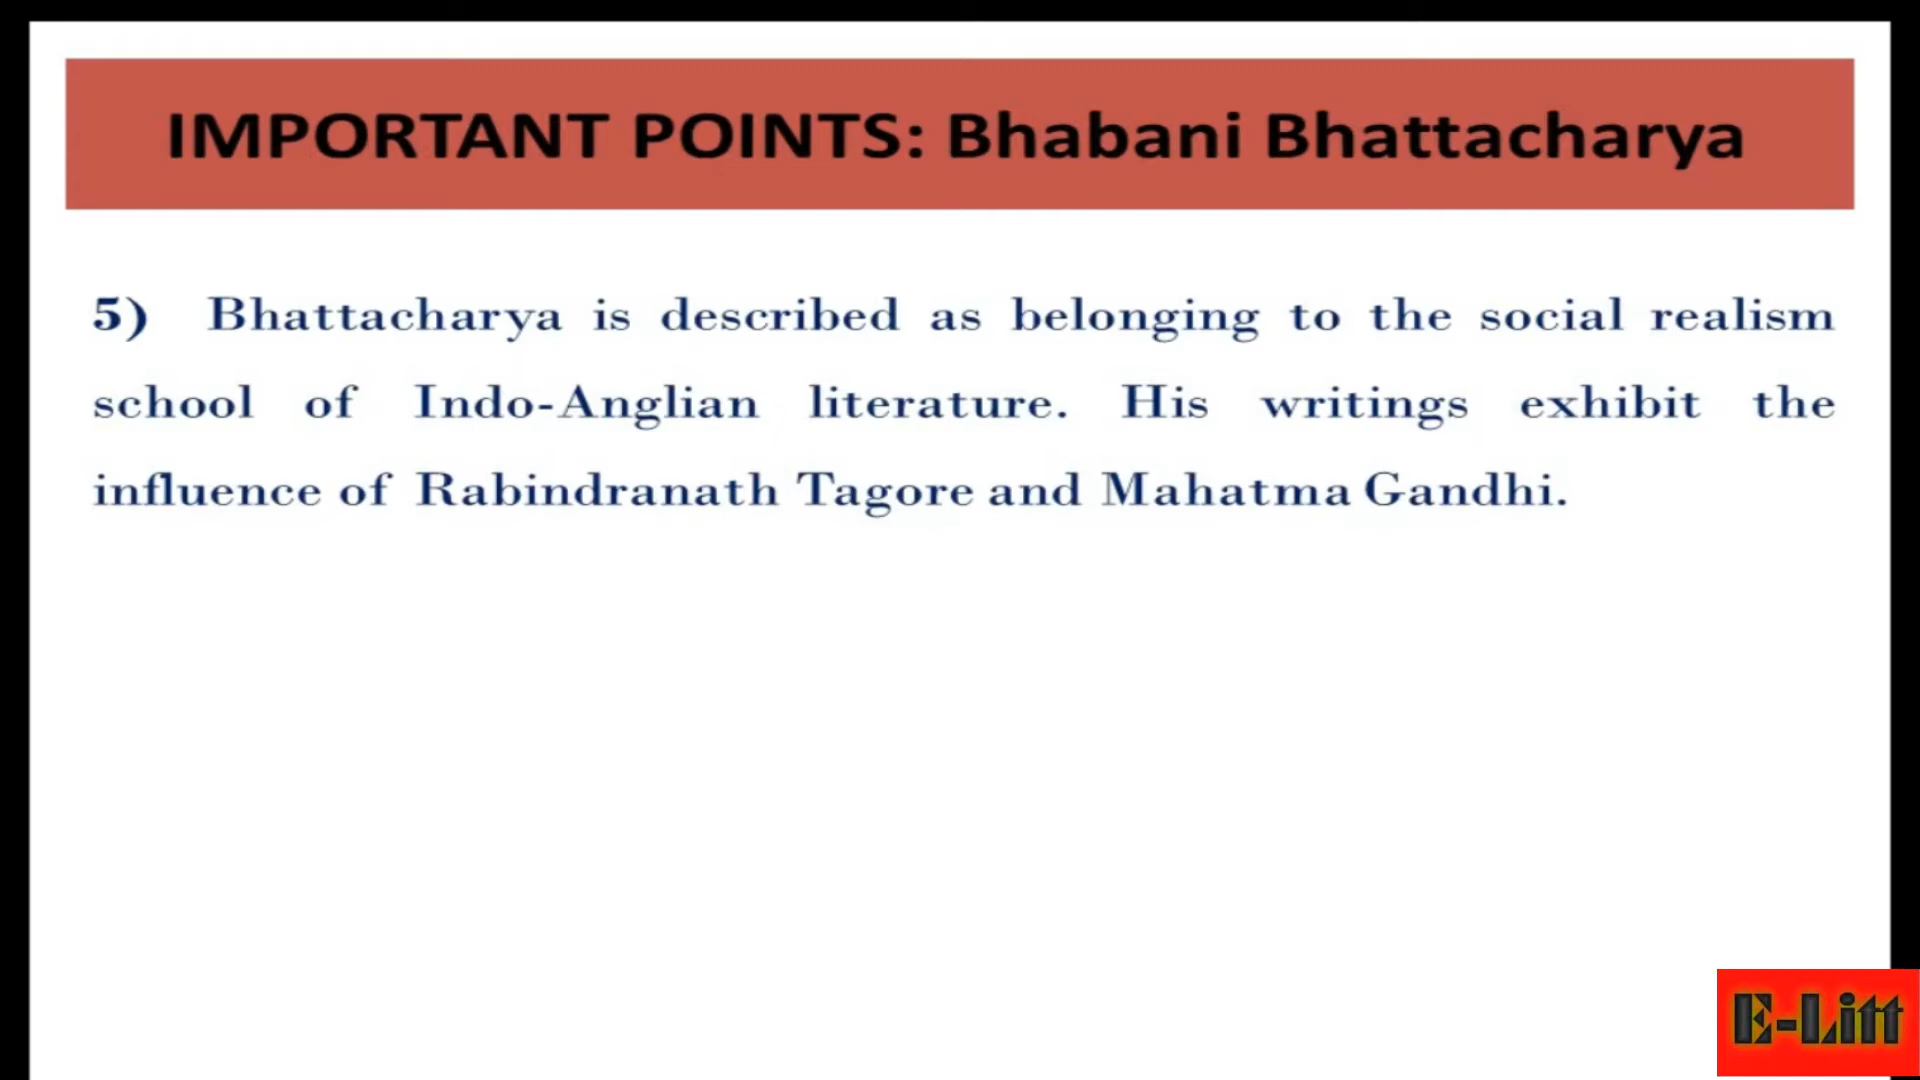 IMPORTANT POINTS: Bhabani Bhattacharya
5) Bhattacharya is described as belonging to the social realism
school of Indo-Anglian literature. His writings exhibit the
influence of Rabindranath Tagore and Mahatma Gandhi.
E-Litt